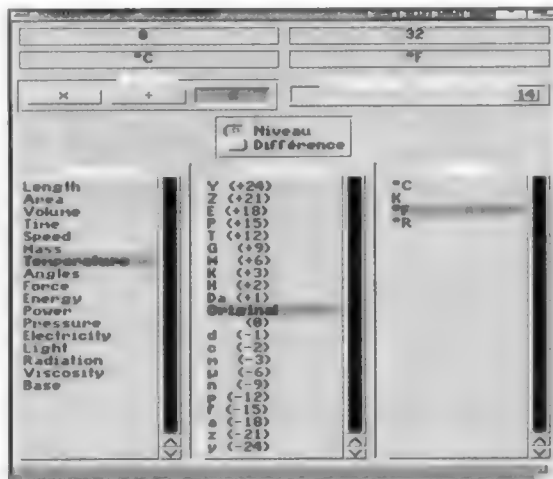 0 32
°C °F
× ÷
14
Niveau
Différence
Length
Area
Volume
Time
Speed
Mass
Temperature
Angles
Force
Energy
Power
Pressure
Electricity
Light
Radiation
Viscosity
Base
Y (+24)
Z (+21)
E (+18)
P (+15)
T (+12)
G (+9)
M (+6)
K (+3)
H (+2)
Da (+1)
Original
(0)
d (-1)
c (-2)
m (-3)
µ (-6)
n (-9)
p (-12)
f (-15)
a (-18)
z (-21)
y (-24)
°C
K
°F
°R